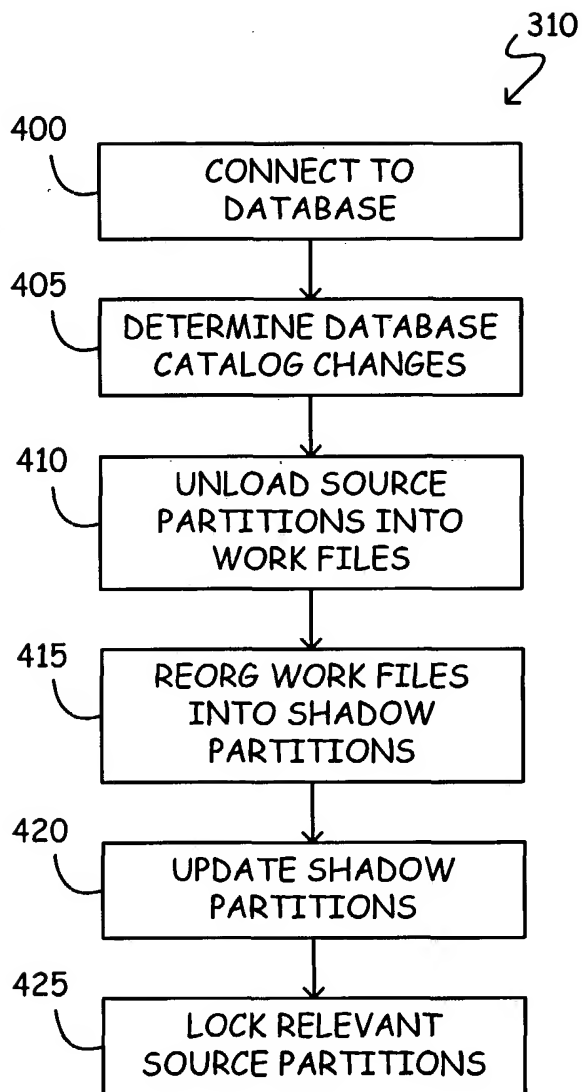 310
400
CONNECT TO
DATABASE
405
DETERMINE DATABASE
CATALOG CHANGES
410
UNLOAD SOURCE
PARTITIONS INTO
WORK FILES
415
REORG WORK FILES
INTO SHADOW
PARTITIONS
420
UPDATE SHADOW
PARTITIONS
425
LOCK RELEVANT
SOURCE PARTITIONS